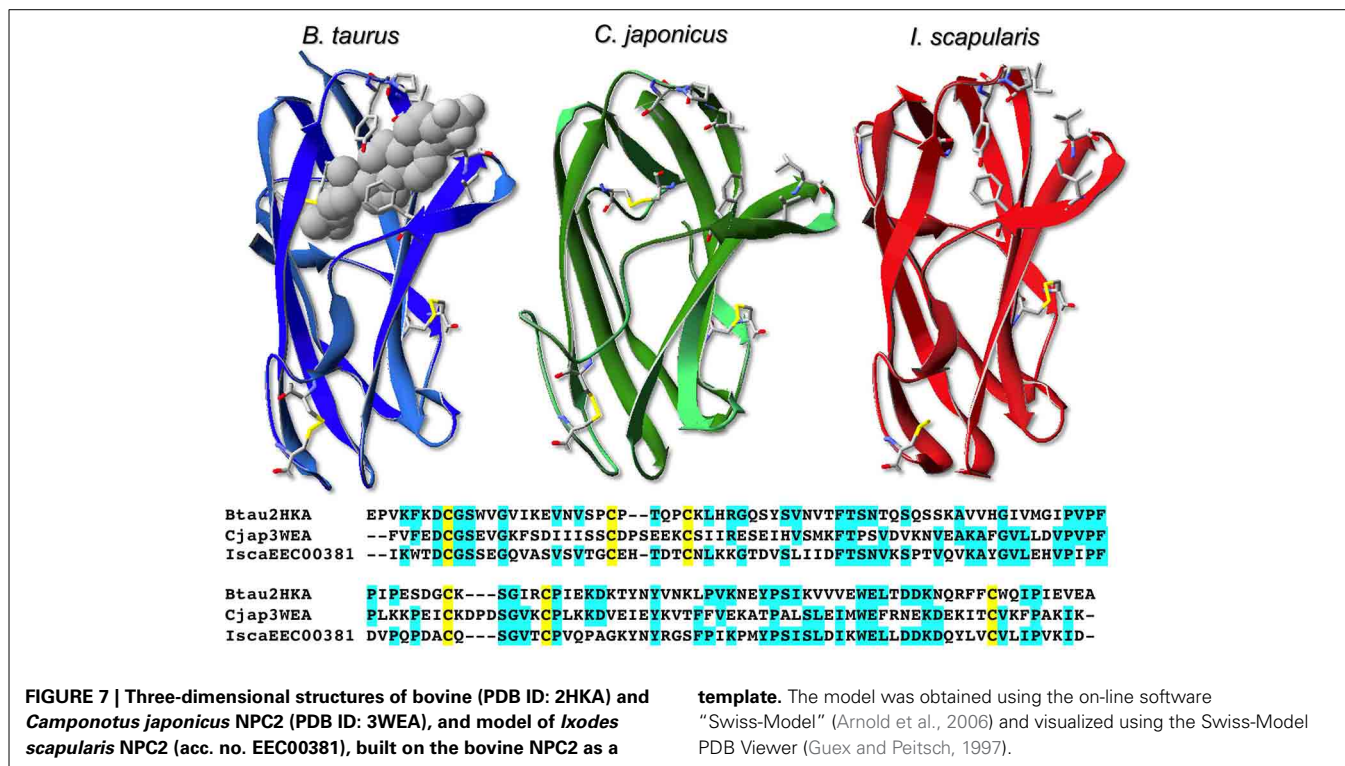 B. taurus C. japonicus I. scapularis
Btau2HKA EPVKFKDCGSWVGVIKEVNVSPCP--TQPCKLHRGQSYSVNVTFTSNTQSQSSKAVVHGIVMGIPVPF
Cjap3WEA --FVFEDCGSEVGKFSDIIISSCDPSEEKCSIIRESEIHVSMKFTPSVDVKNVEAKAFGVLLDVPVPF
IscaEEC00381 --IKWTDCGSSEGQVASVSVTGCEH-TDTCNLKKGTDVSLIIDFTSNVKSPTVQVKAYGVLEHVPIPF
Btau2HKA PIPESDGCK---SGIRCPIEKDKTYNYVNKLPVKNEYPSIKVVVEWELTDDKNQRFFCWQIPIEVEA
Cjap3WEA PLKKPEICKDPDSGVKCPLKKDVEIEYKVTFFVEKATPALSLEIMWEFRNEKDEKITCVKFPAKIK-
IscaEEC00381 DVPQPDACQ---SGVTCPVQPAGKYNYRGSFPIKPMYPSISLDIKWELLDDKDQYLVCVLIPVKID-
FIGURE 7 | Three-dimensional structures of bovine (PDB ID: 2HKA) and
Camponotus japonicus NPC2 (PDB ID: 3WEA), and model of Ixodes
scapularis NPC2 (acc. no. EEC00381), built on the bovine NPC2 as a
template. The model was obtained using the on-line software
"Swiss-Model" (Arnold et al., 2006) and visualized using the Swiss-Model
PDB Viewer (Guex and Peitsch, 1997).